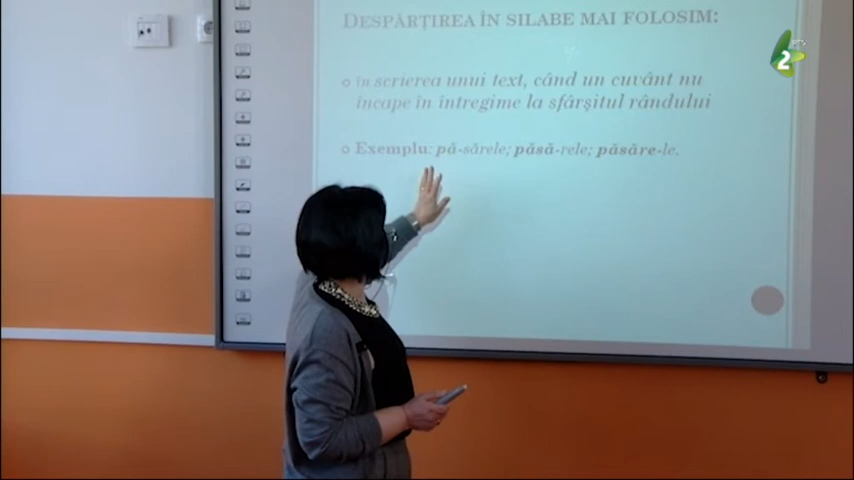 DESPĂRȚIREA ÎN SILABE MAI FOLOSIM:
în scrierea unui text, când un cuvânt nu
încape în întregime la sfârșitul rândului
Exemplu: pă-sărele; păsă-rele; păsăre-le.
2